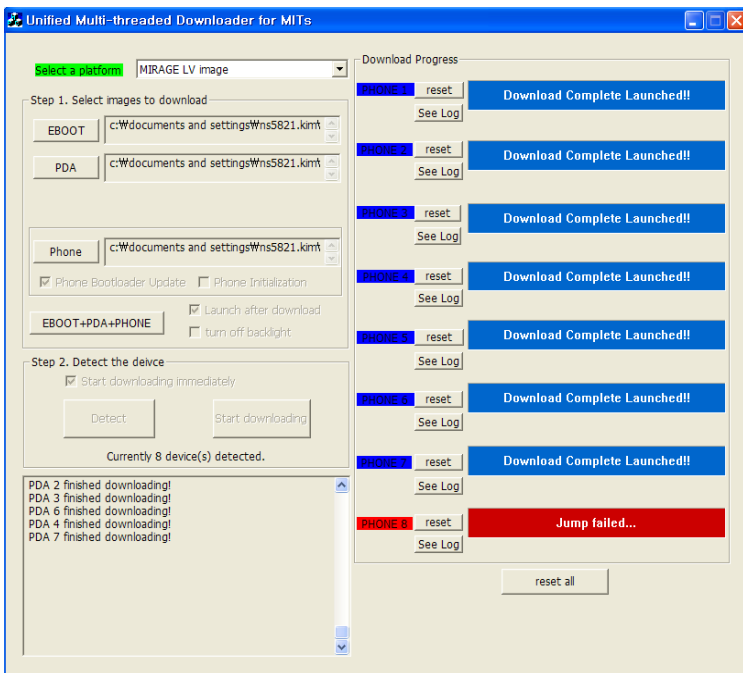 Unified Multi-threaded Downloader for MITs
Select a platform
MIRAGE LV image
Step 1. Select images to download
EBOOT
c:₩documents and settings₩ns5821.kim₩
PDA
c:₩documents and settings₩ns5821.kim₩
Phone
c:₩documents and settings₩ns5821.kim₩
Phone Bootloader Update
Phone Initialization
EBOOT+PDA+PHONE
Launch after download
turn off backlight
Step 2. Detect the deivce
Start downloading immediately
Detect
Start downloading
Currently 8 device(s) detected.
PDA 2 finished downloading!
PDA 3 finished downloading!
PDA 6 finished downloading!
PDA 4 finished downloading!
PDA 7 finished downloading!
Download Progress
PHONE 1
reset
Download Complete Launched!!
See Log
PHONE 2
reset
Download Complete Launched!!
See Log
PHONE 3
reset
Download Complete Launched!!
See Log
PHONE 4
reset
Download Complete Launched!!
See Log
PHONE 5
reset
Download Complete Launched!!
See Log
PHONE 6
reset
Download Complete Launched!!
See Log
PHONE 7
reset
Download Complete Launched!!
See Log
PHONE 8
reset
Jump failed...
See Log
reset all